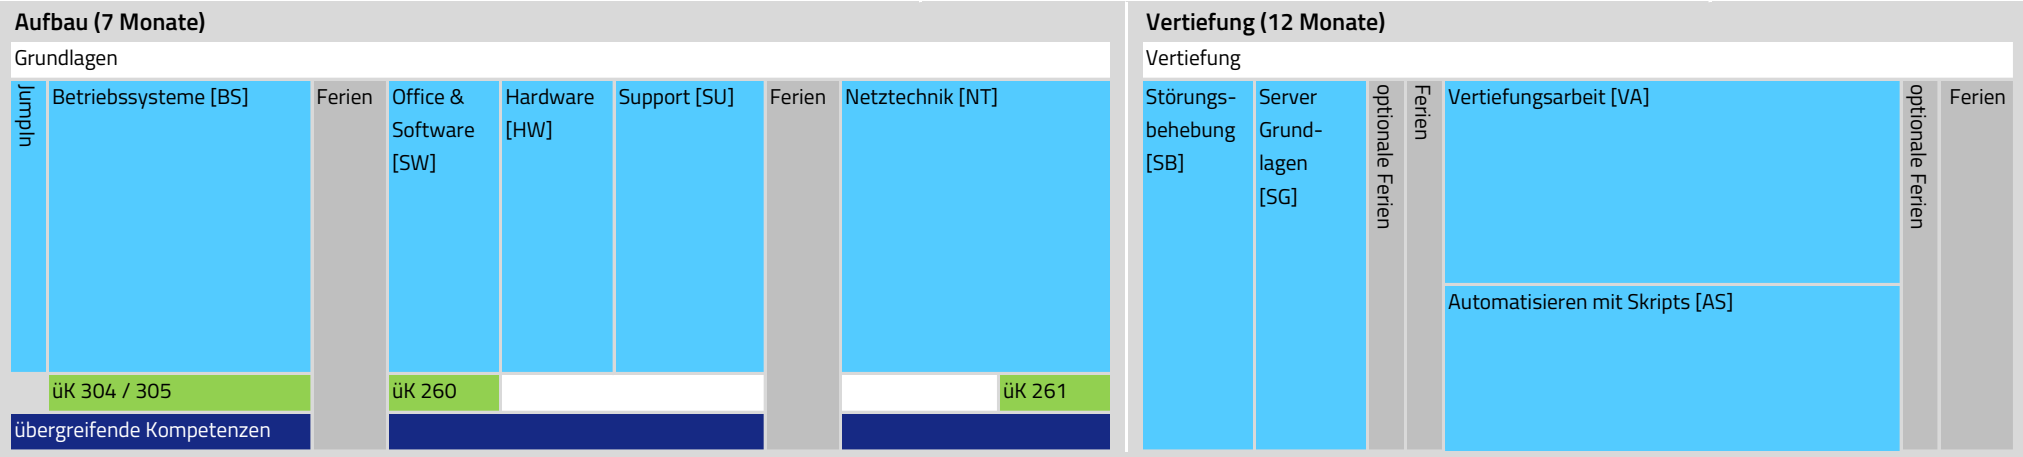 Aufbau (7 Monate)
Grundlagen
JumpIn
Betriebssysteme [BS]
Ferien
Office &
Software
[SW]
Hardware
[HW]
Support [SU]
Ferien
Netztechnik [NT]
üK 304 / 305
üK 260
üK 261
übergreifende Kompetenzen
Vertiefung (12 Monate)
Vertiefung
Störungs-
behebung
[SB]
Server
Grund-
lagen
[SG]
optionale Ferien
Ferien
Vertiefungsarbeit [VA]
Automatisieren mit Skripts [AS]
optionale Ferien
Ferien